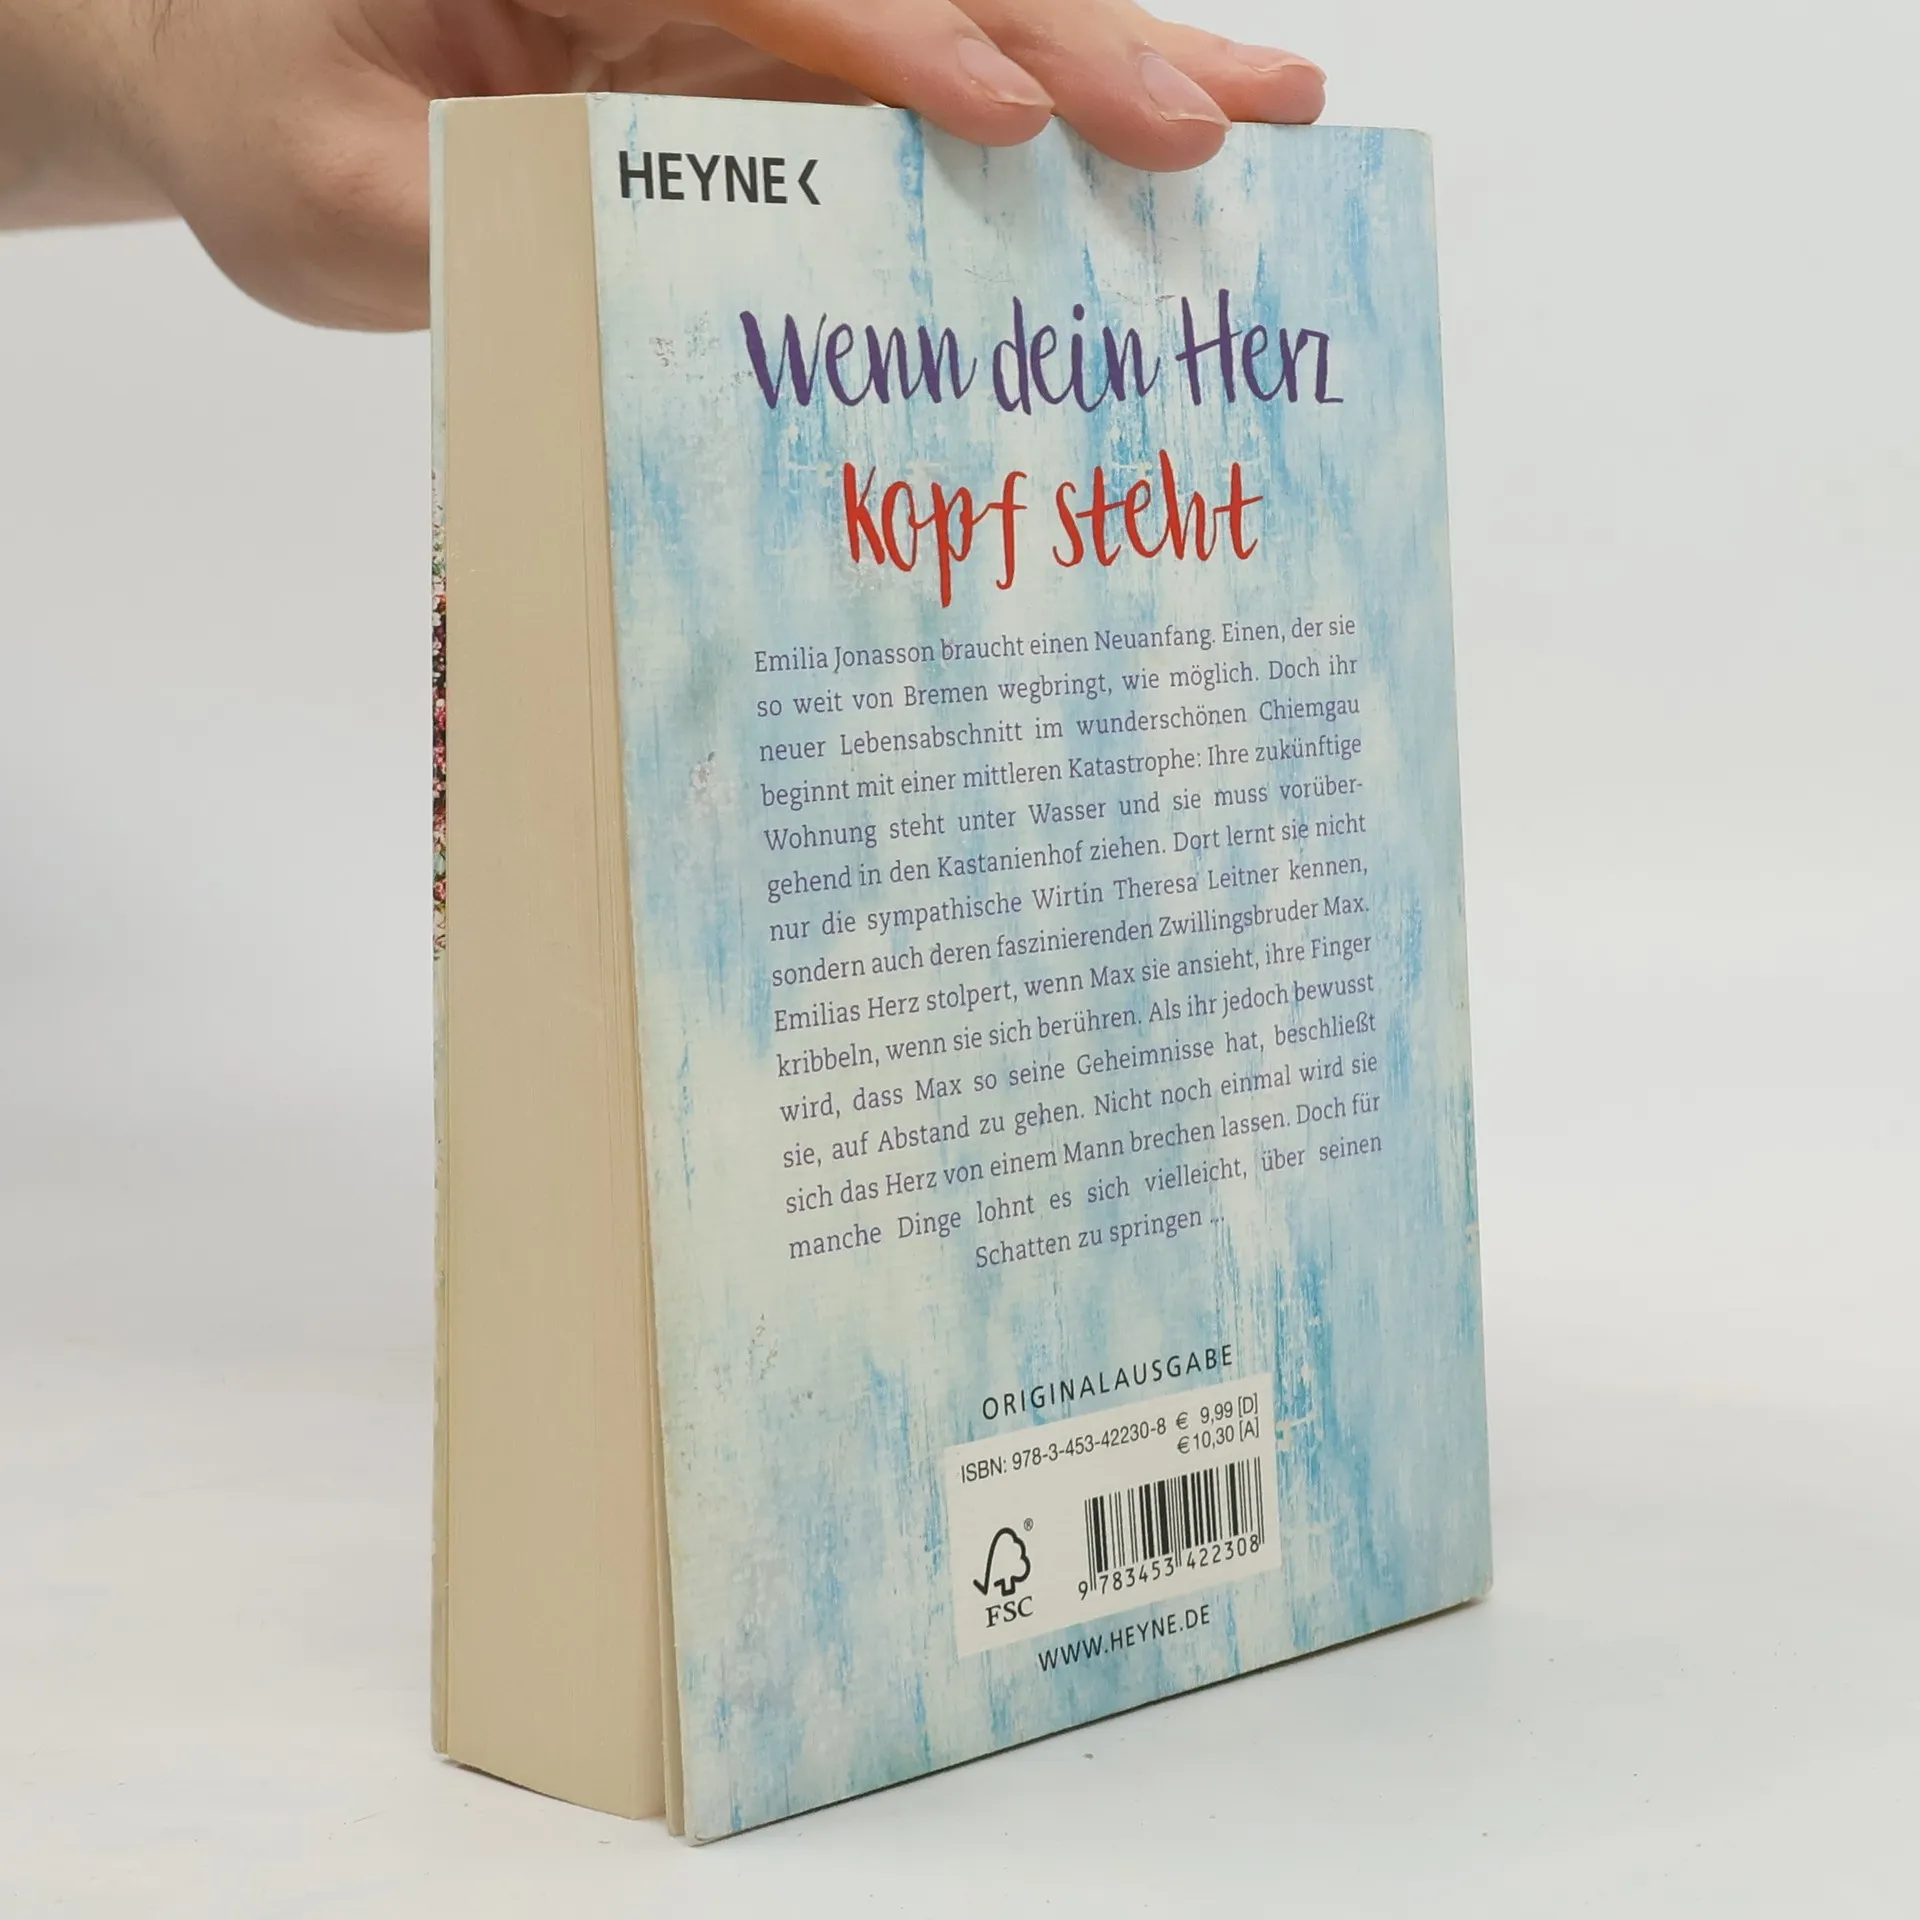 HEYNE<
Wenn dein Herz
Kopf steht
Emilia Jonasson braucht einen Neuanfang. Einen, der sie
so weit von Bremen wegbringt, wie möglich. Doch ihr
neuer Lebensabschnitt im wunderschönen Chiemgau
beginnt mit einer mittleren Katastrophe: Ihre zukünftige
Wohnung steht unter Wasser und sie muss vorüber-
gehend in den Kastanienhof ziehen. Dort lernt sie nicht
nur die sympathische Wirtin Theresa Leitner kennen,
sondern auch deren faszinierenden Zwillingsbruder Max.
Emilias Herz stolpert, wenn Max sie ansieht, ihre Finger
kribbeln, wenn sie sich berühren. Als ihr jedoch bewusst
wird, dass Max so seine Geheimnisse hat, beschließt
sie, auf Abstand zu gehen. Nicht noch einmal wird sie
sich das Herz von einem Mann brechen lassen. Doch für
manche Dinge lohnt es sich vielleicht, über seinen
Schatten zu springen ...
ORIGINALAUSGABE
ISBN: 978-3-453-42230-8 € 9,99 [D]
€ 10,30 [A]
®
FSC
9 783453 422308
WWW.HEYNE.DE